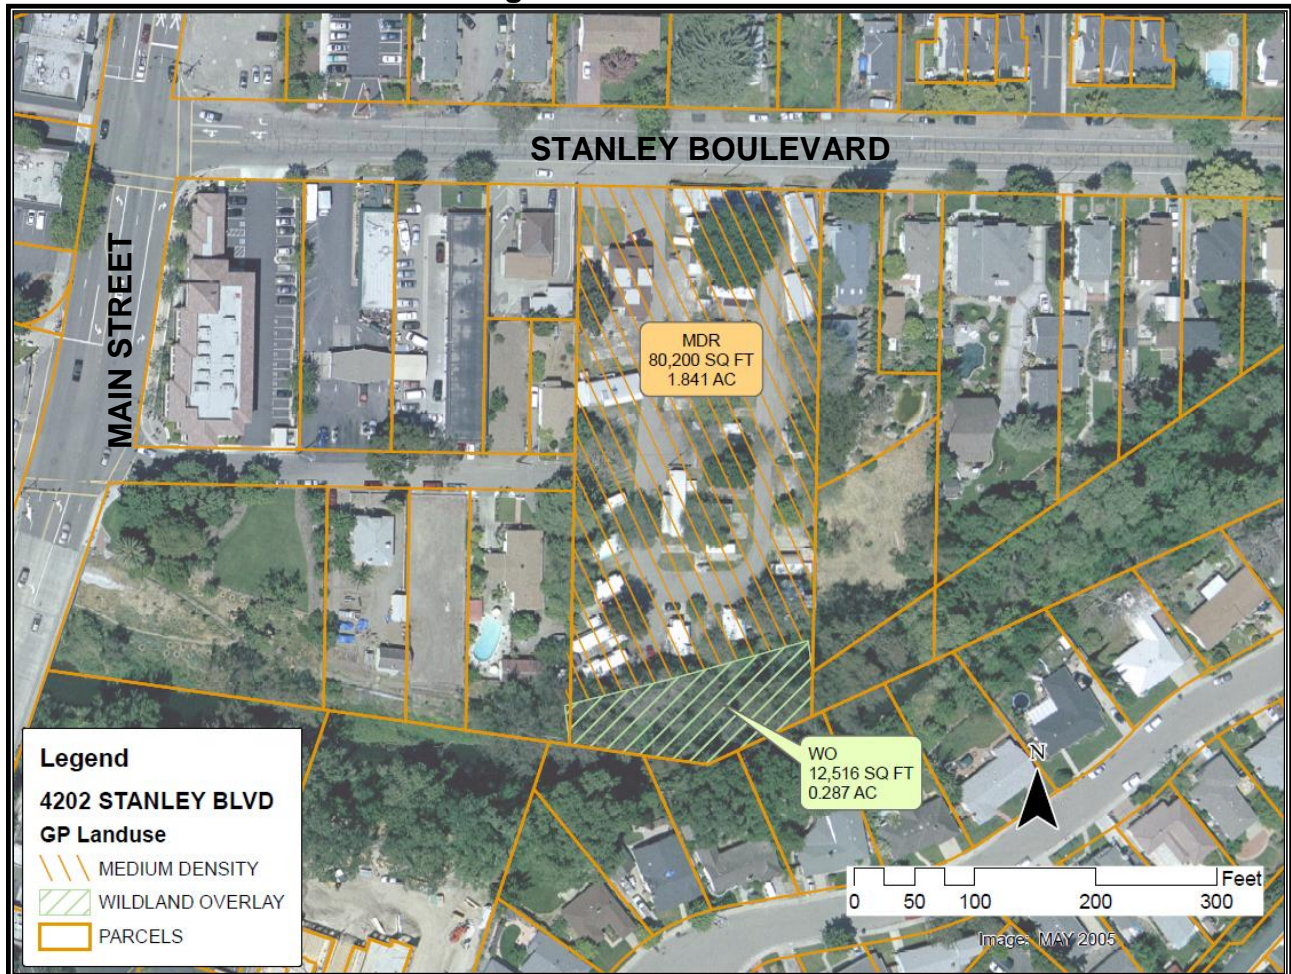 STANLEY BOULEVARD
MAIN STREET
MDR
80,200 SQ FT
1.841 AC
WO
12,516 SQ FT
0.287 AC
N
Legend
4202 STANLEY BLVD
GP Landuse
MEDIUM DENSITY
WILDLAND OVERLAY
PARCELS
Feet
0 50 100 200 300
Image: MAY 2005